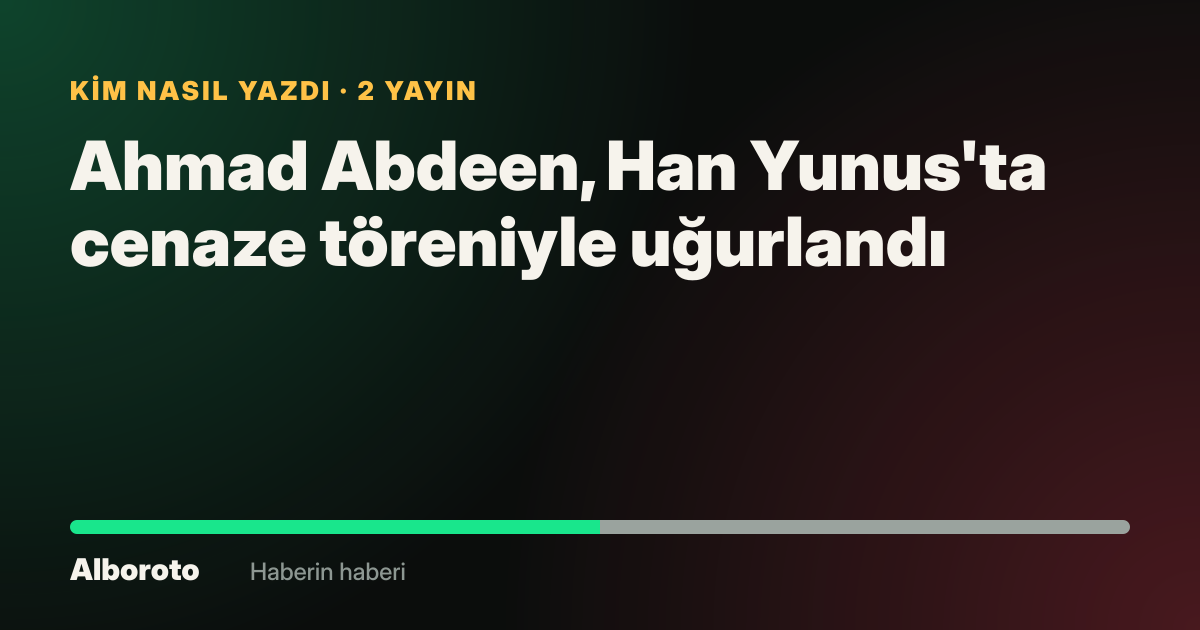 KİM NASIL YAZDI · 2 YAYIN
Ahmad Abdeen, Han Yunus'ta
cenaze töreniyle uğurlandı
Alboroto
Haberin haberi